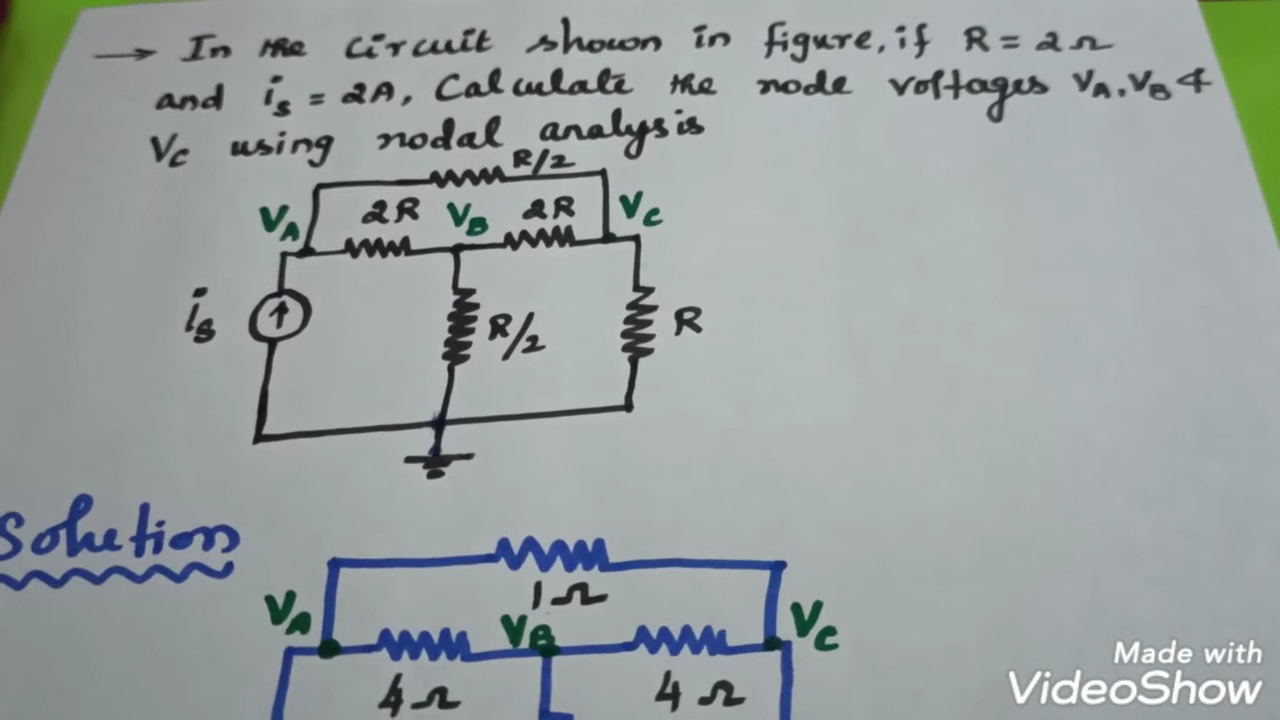 → In the circuit shown in figure, if R = 2Ω
and is = 2A, Calculate the node voltages VA, VB &
VC using nodal analysis
R/2
VA 2R VB 2R VC
is R/2 R
Solution
1Ω
VA VB VC
4Ω 4Ω
Made with
VideoShow